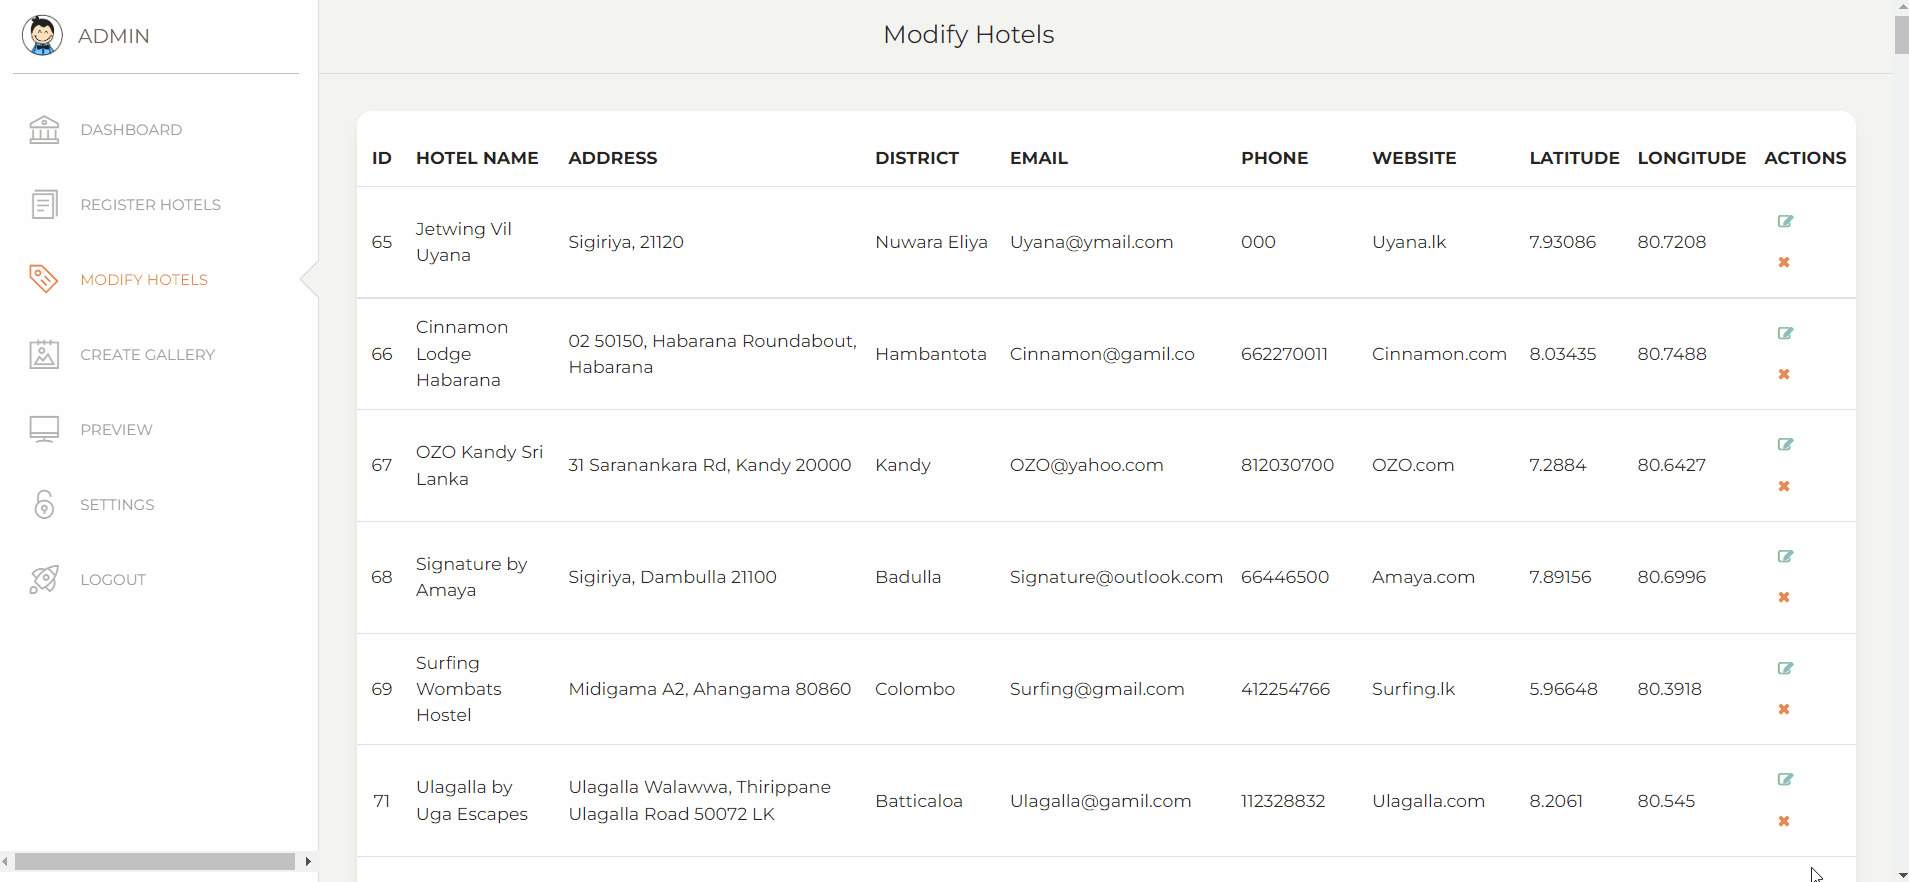 ADMIN
Modify Hotels
DASHBOARD
REGISTER HOTELS
MODIFY HOTELS
CREATE GALLERY
PREVIEW
SETTINGS
LOGOUT
ID HOTEL NAME ADDRESS DISTRICT EMAIL PHONE WEBSITE LATITUDE LONGITUDE ACTIONS
65 Jetwing Vil Uyana Sigiriya, 21120 Nuwara Eliya Uyana@ymail.com 000 Uyana.lk 7.93086 80.7208
66 Cinnamon Lodge Habarana 02 50150, Habarana Roundabout, Habarana Hambantota Cinnamon@gamil.co 662270011 Cinnamon.com 8.03435 80.7488
67 OZO Kandy Sri Lanka 31 Saranankara Rd, Kandy 20000 Kandy OZO@yahoo.com 812030700 OZO.com 7.2884 80.6427
68 Signature by Amaya Sigiriya, Dambulla 21100 Badulla Signature@outlook.com 66446500 Amaya.com 7.89156 80.6996
69 Surfing Wombats Hostel Midigama A2, Ahangama 80860 Colombo Surfing@gmail.com 412254766 Surfing.lk 5.96648 80.3918
71 Ulagalla by Uga Escapes Ulagalla Walawwa, Thirippane Ulagalla Road 50072 LK Batticaloa Ulagalla@gamil.com 112328832 Ulagalla.com 8.2061 80.545